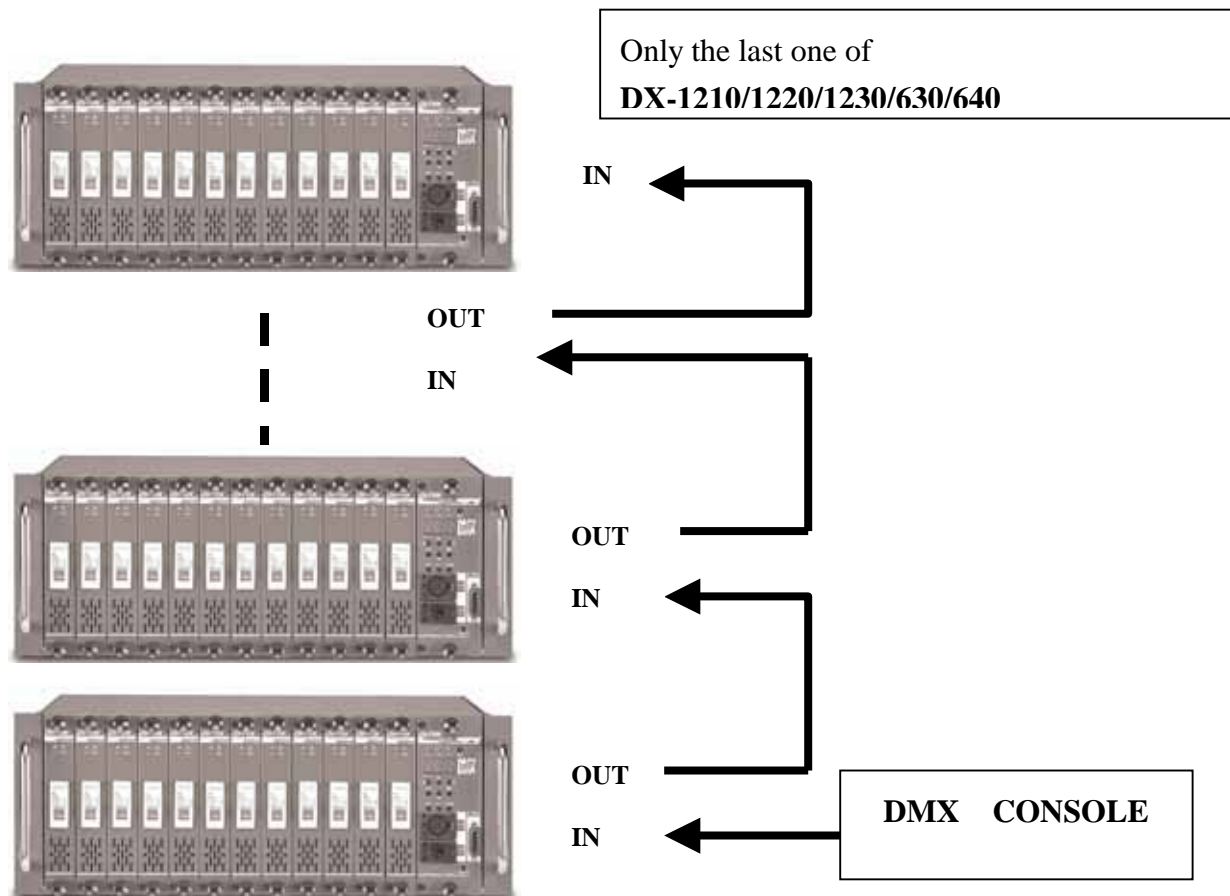 Only the last one of
DX-1210/1220/1230/630/640
IN
OUT
IN
OUT
IN
OUT
IN
DMX CONSOLE